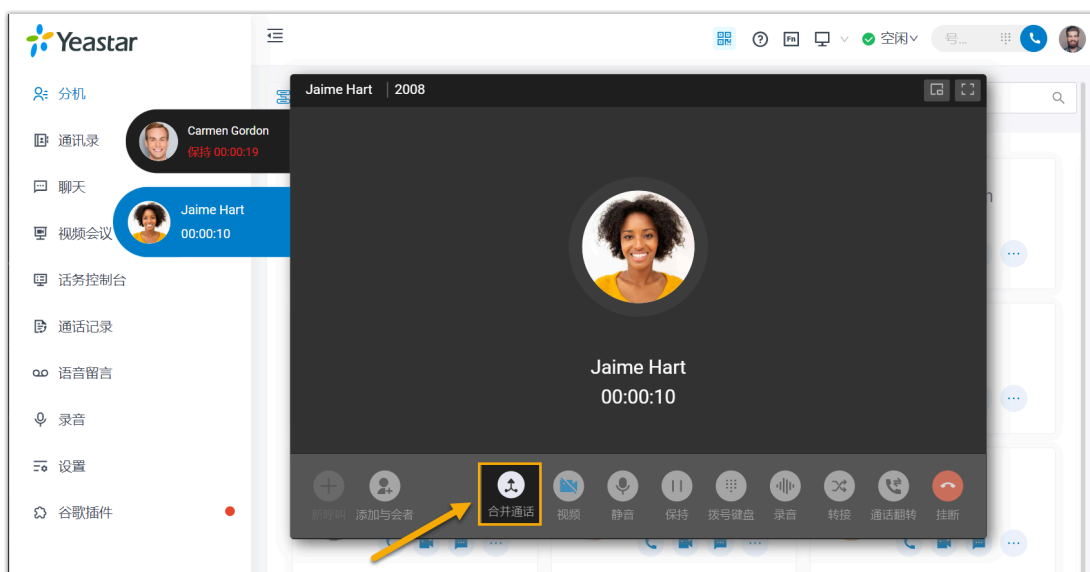 Yeastar
Fn
空闲
号...
分机
通讯录
聊天
视频会议
话务控制台
通话记录
语音留言
录音
设置
谷歌插件
Carmen Gordon
保持 00:00:19
Jaime Hart
00:00:10
Jaime Hart | 2008
Jaime Hart
00:00:10
新呼叫
添加与会者
合并通话
视频
静音
保持
拨号键盘
录音
转接
通话翻转
挂断